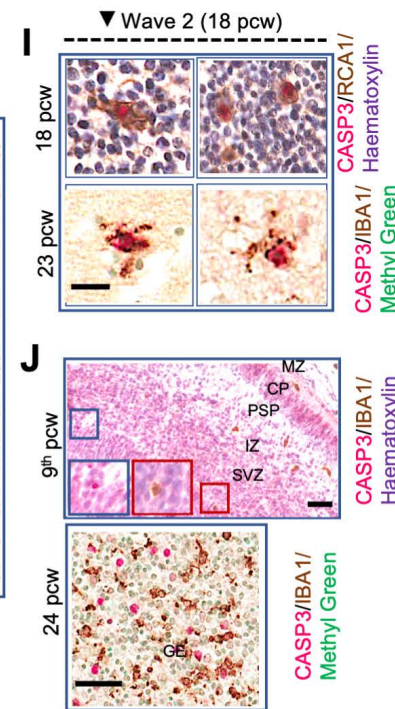 ▼ Wave 2 (18 pcw)
I
18 pcw
CASP3/RCA1/
Haematoxylin
23 pcw
CASP3/IBA1/
Methyl Green
J
9th pcw
MZ
CP
PSP
IZ
SVZ
CASP3/IBA1/
Haematoxylin
24 pcw
GE
CASP3/IBA1/
Methyl Green